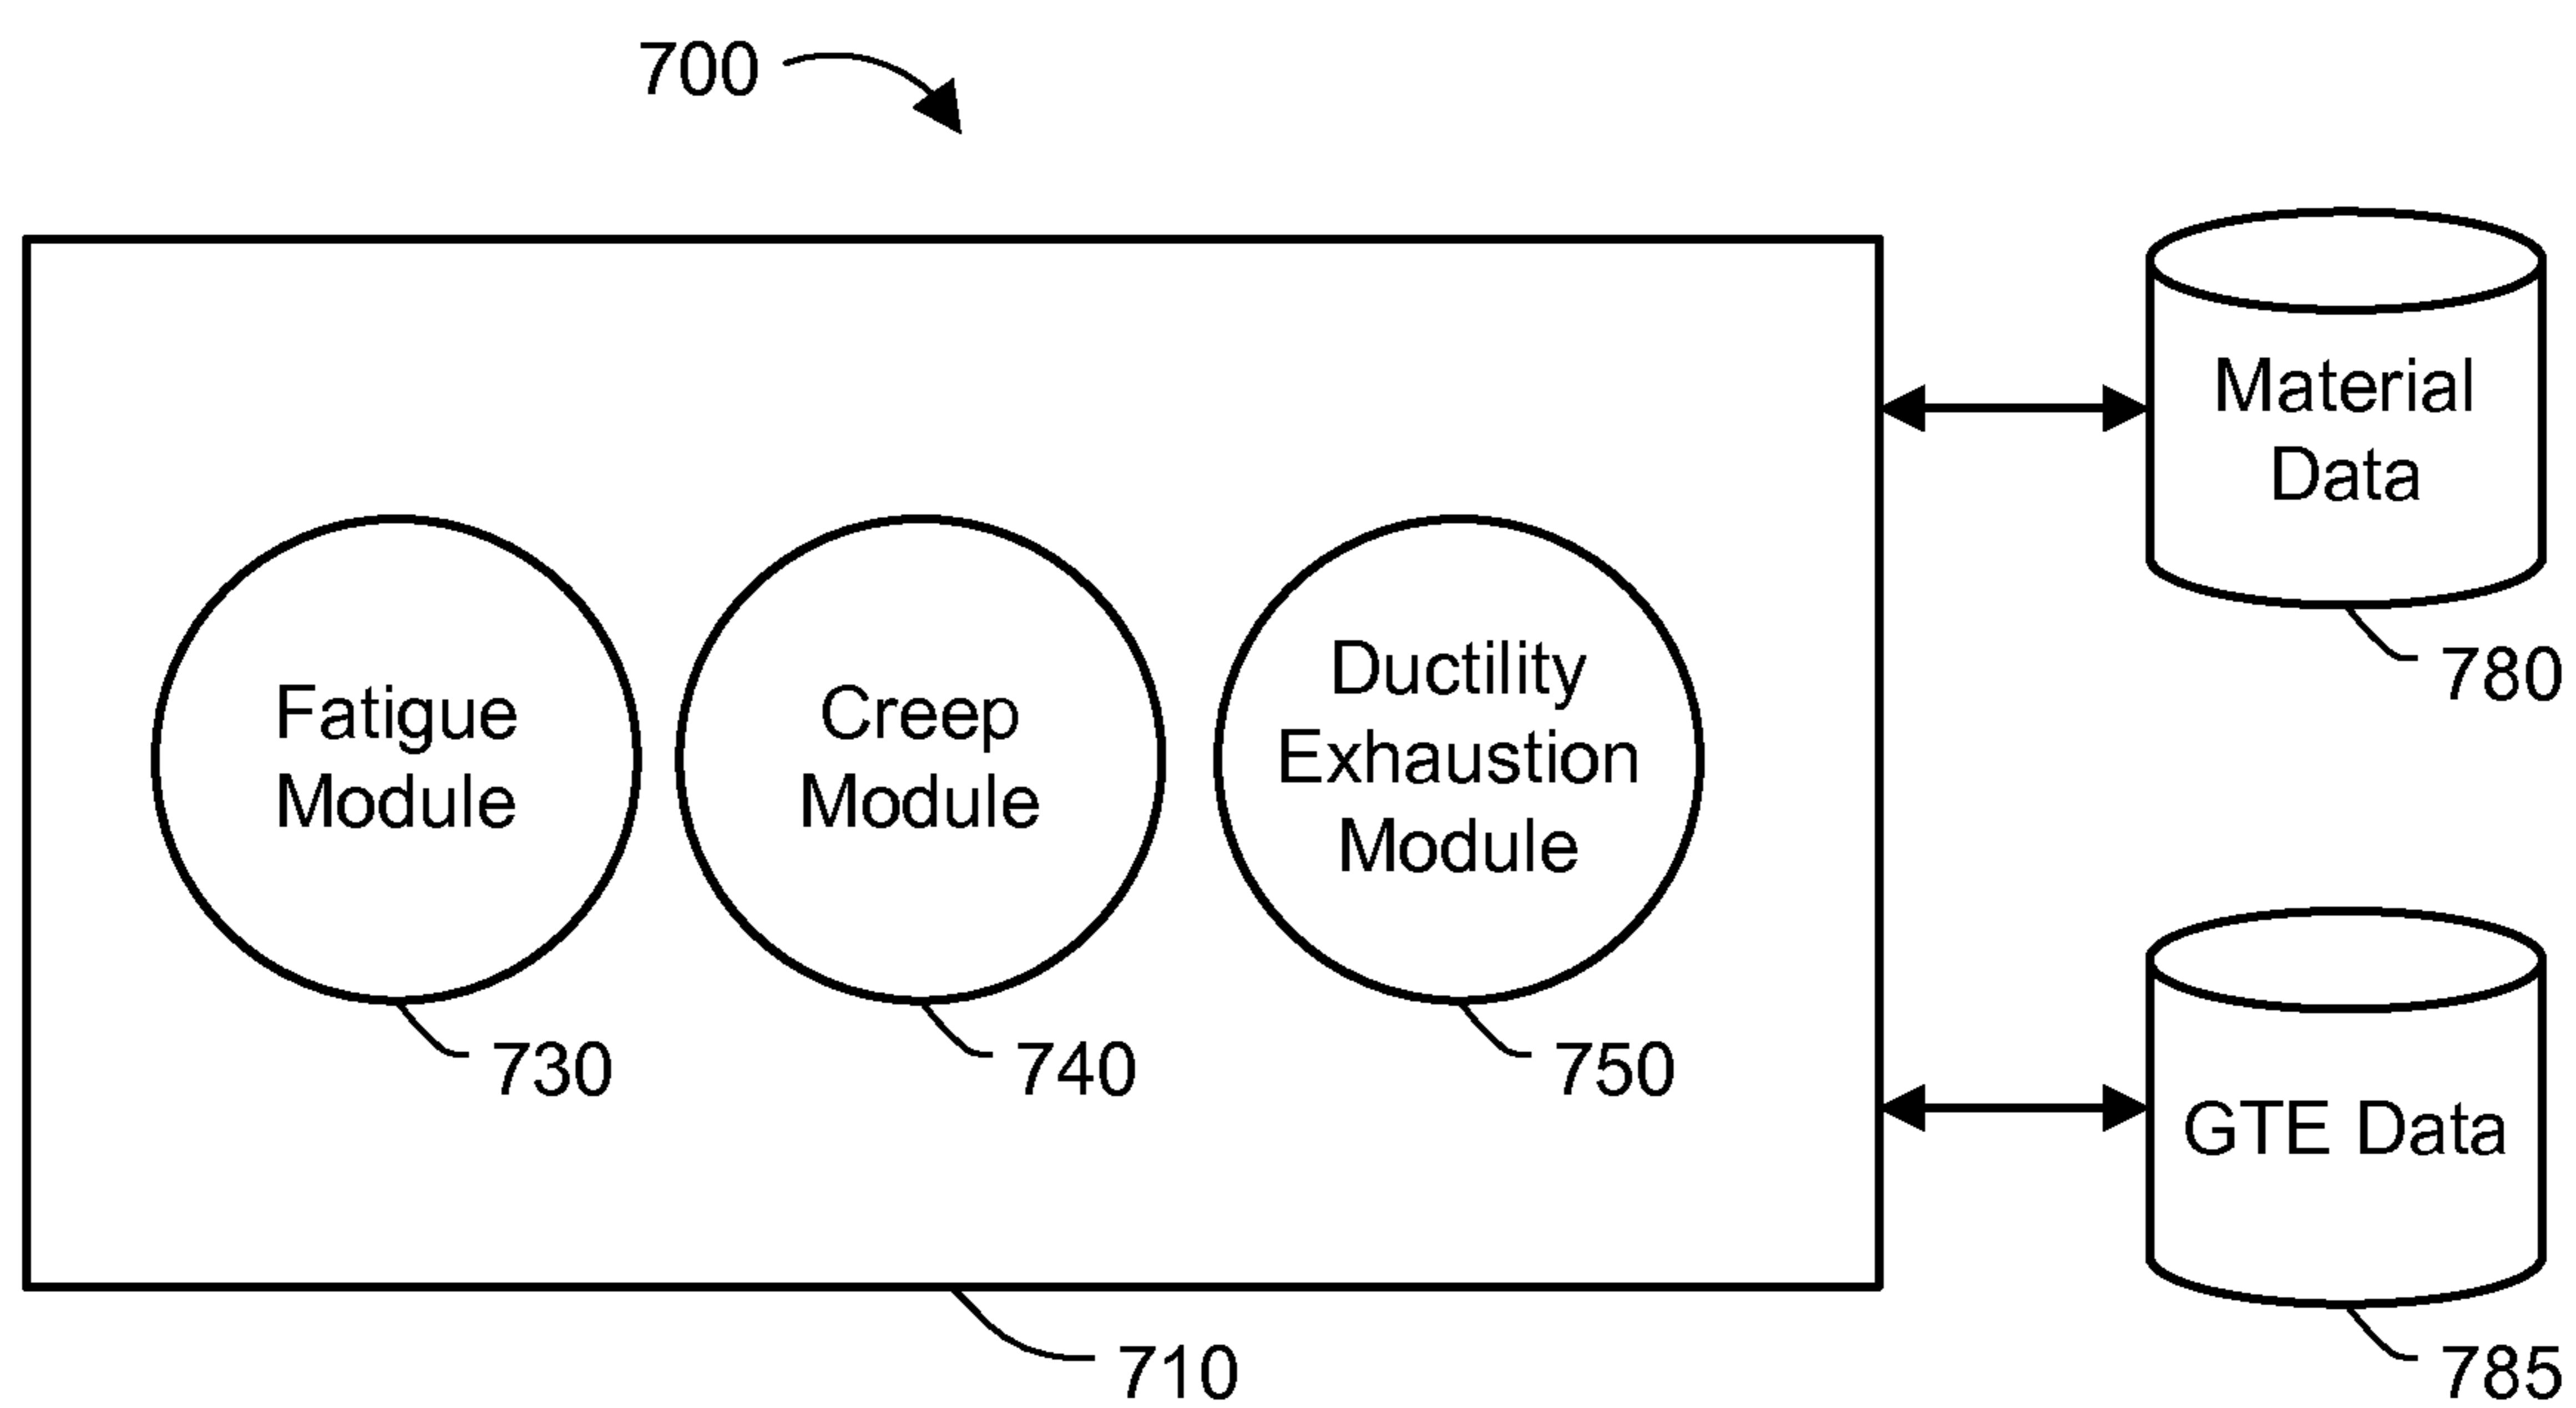 700
Material
Data
780
Fatigue
Module
730
Creep
Module
740
Ductility
Exhaustion
Module
750
GTE Data
785
710